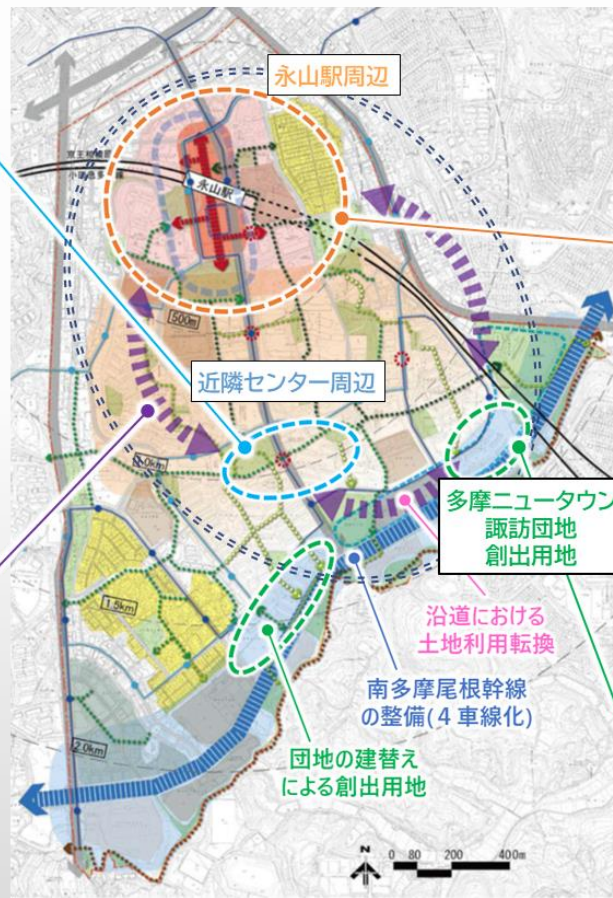 永山駅周辺
永山駅
500m
近隣センター周辺
多摩ニュータウン
諏訪団地
創出用地
沿道における
土地利用転換
1.5km
南多摩尾根幹線
の整備(４車線化)
2.0km
団地の建替え
による創出用地
N
0 80 200 400m